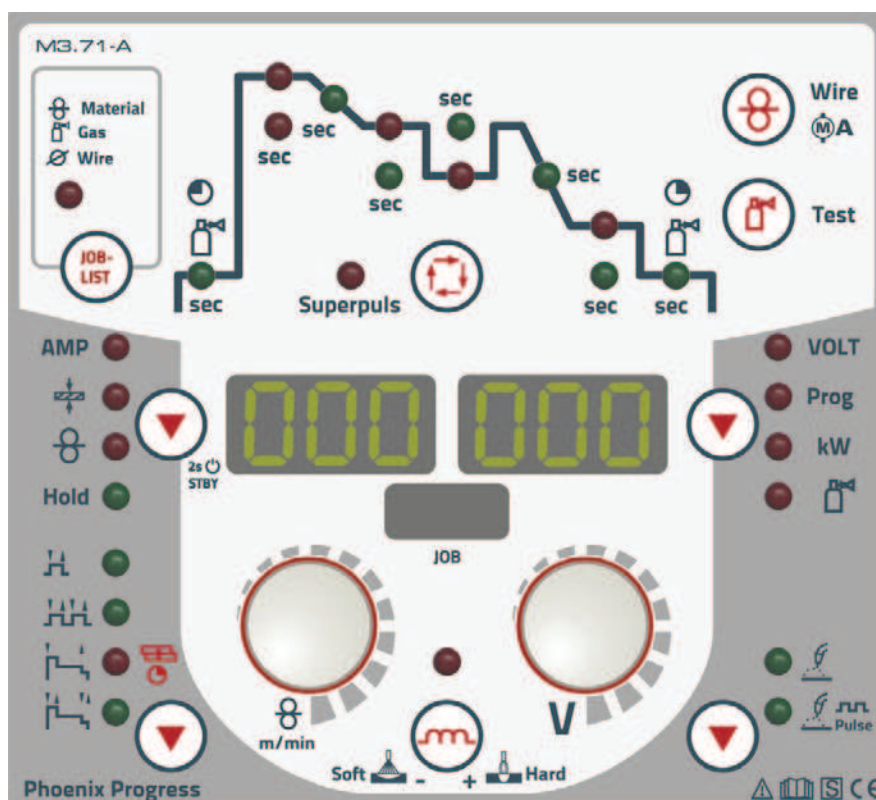 M3.71-A
Material
Gas
Wire
JOB-
LIST
sec
sec
sec
sec
sec
sec
sec
sec
Superpuls
Wire
M A
Test
AMP
Hold
2s
STBY
000 000
JOB
VOLT
Prog
kW
m/min
V
Pulse
Soft - + Hard
Phoenix Progress
S CE